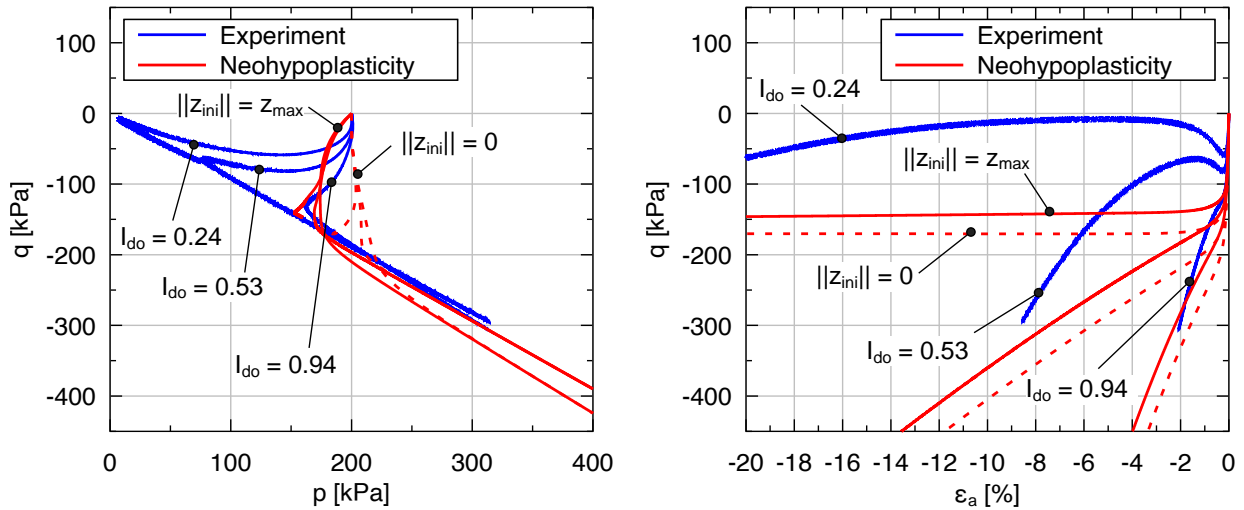 Experiment
Neohypoplasticity
||z_ini|| = z_max
||z_ini|| = 0
I_do = 0.24
I_do = 0.53
I_do = 0.94
100
0
-100
-200
-300
-400
q [kPa]
0 100 200 300 400
p [kPa]
Experiment
Neohypoplasticity
I_do = 0.24
||z_ini|| = z_max
||z_ini|| = 0
I_do = 0.53
I_do = 0.94
100
0
-100
-200
-300
-400
q [kPa]
-20 -18 -16 -14 -12 -10 -8 -6 -4 -2 0
ε_a [%]